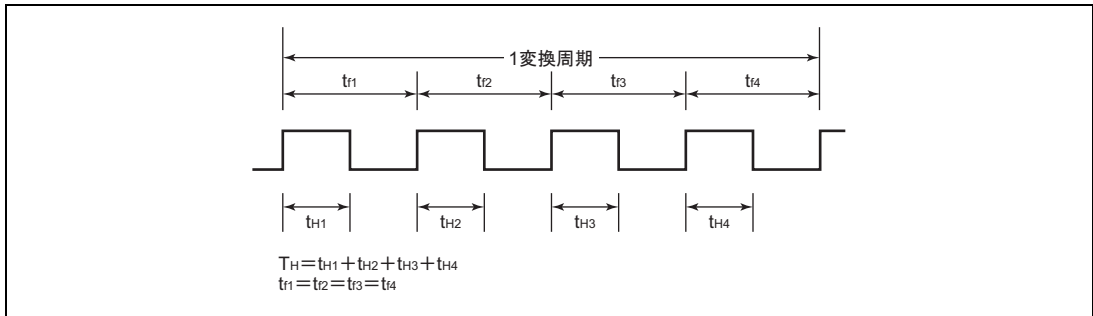 1変換周期
tf1 tf2 tf3 tf4
tH1 tH2 tH3 tH4
TH=tH1+tH2+tH3+tH4
tf1=tf2=tf3=tf4